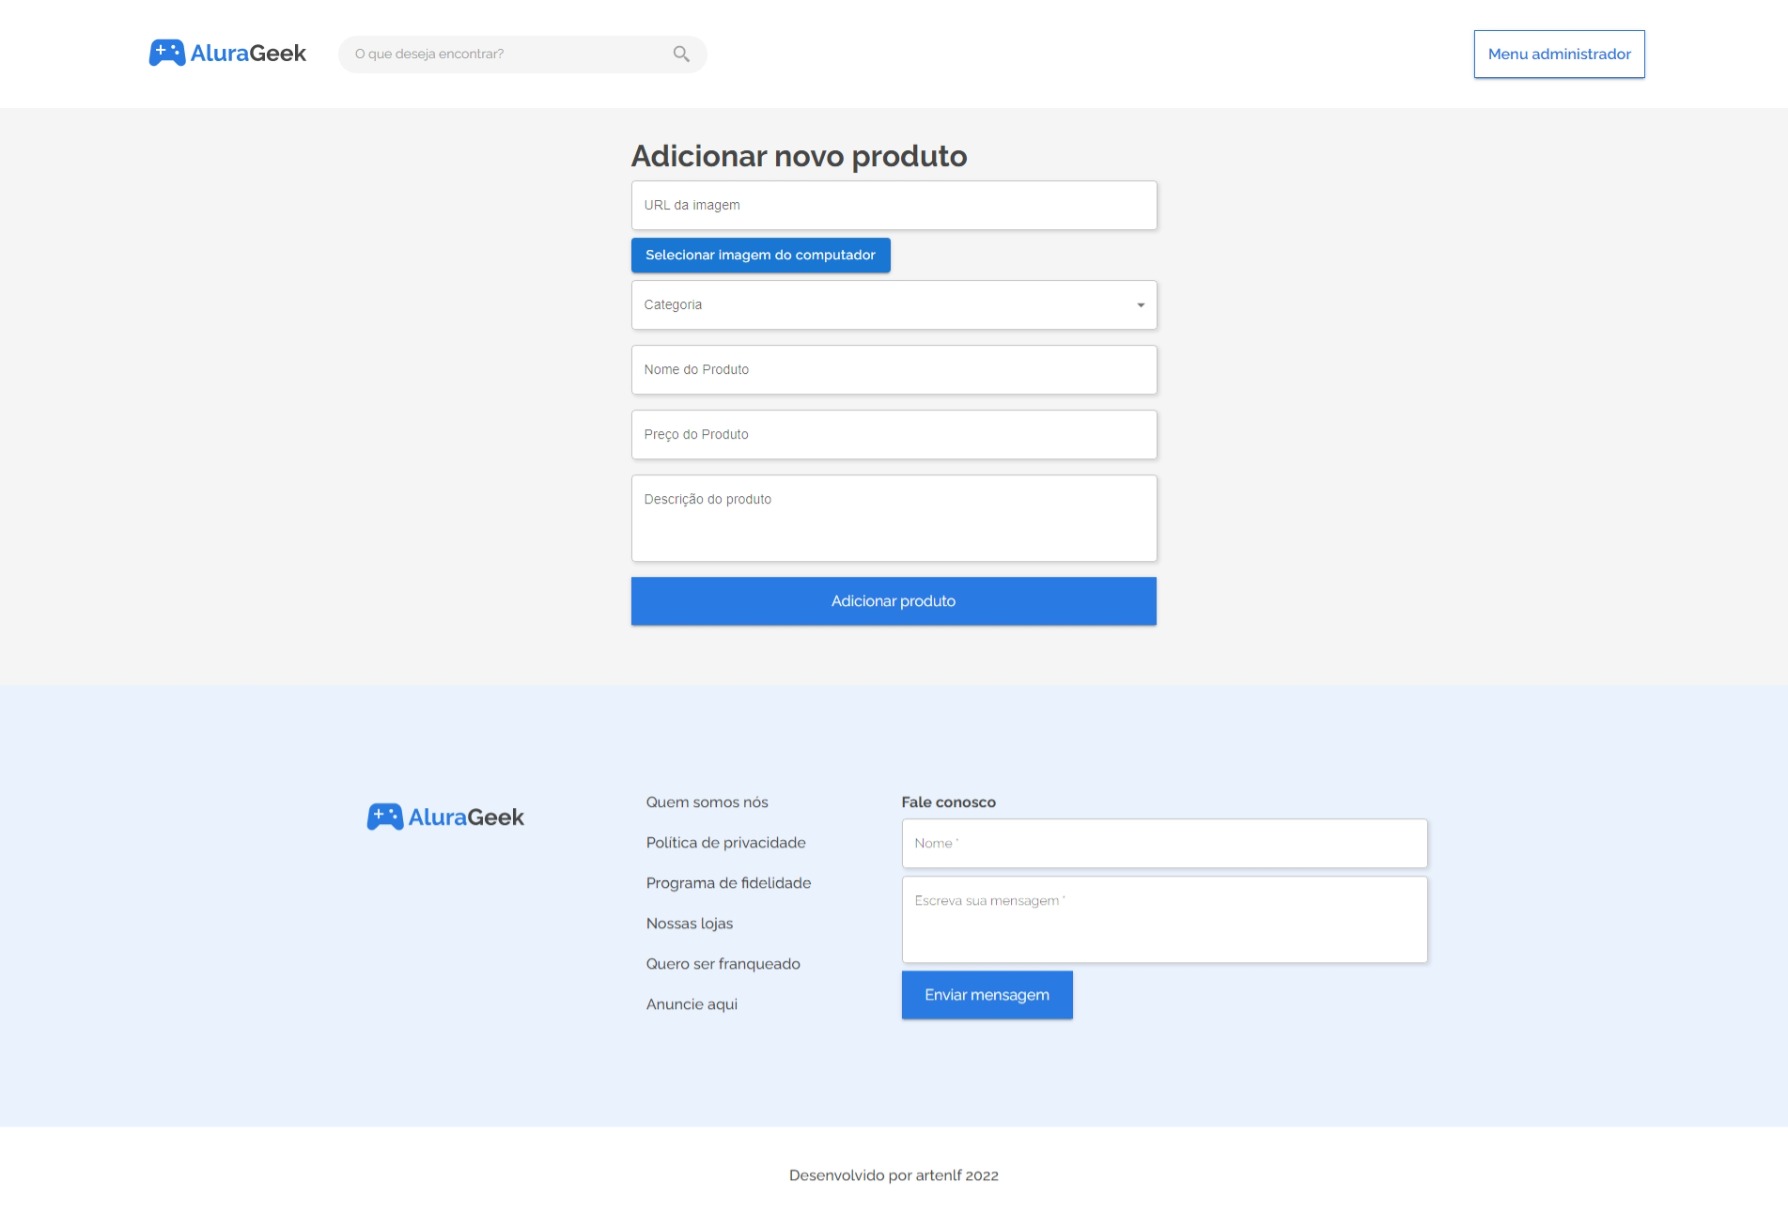 AluraGeek
O que deseja encontrar?
Menu administrador
Adicionar novo produto
URL da imagem
Selecionar imagem do computador
Categoria
Nome do Produto
Preço do Produto
Descrição do produto
Adicionar produto
AluraGeek
Quem somos nós
Política de privacidade
Programa de fidelidade
Nossas lojas
Quero ser franqueado
Anuncie aqui
Fale conosco
Nome *
Escreva sua mensagem *
Enviar mensagem
Desenvolvido por artenlf 2022